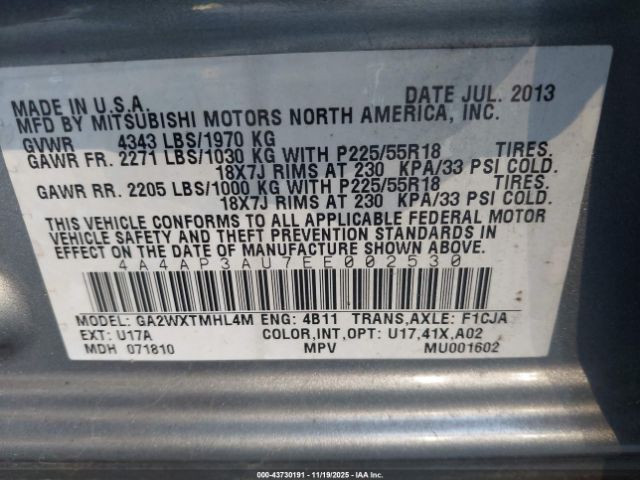 MADE IN U.S.A. DATE JUL. 2013
MFD BY MITSUBISHI MOTORS NORTH AMERICA, INC.
GVWR 4343 LBS/1970 KG
GAWR FR. 2271 LBS/1030 KG WITH P225/55R18 TIRES.
18X7J RIMS AT 230 KPA/33 PSI COLD.
GAWR RR. 2205 LBS/1000 KG WITH P225/55R18 TIRES.
18X7J RIMS AT 230 KPA/33 PSI COLD.
THIS VEHICLE CONFORMS TO ALL APPLICABLE FEDERAL MOTOR
VEHICLE SAFETY AND THEFT PREVENTION STANDARDS IN
EFFECT ON THE DATE OF MANUFACTURE SHOWN ABOVE.
4A4AP3AU7EE002530
MODEL: GA2WXTMHL4M ENG: 4B11 TRANS,AXLE: F1CJA
EXT: U17A COLOR,INT,OPT: U17,41X,A02
MDH 071810 MPV MU001602
IAA-43730191 - 11/19/2025 - IAAI.COM